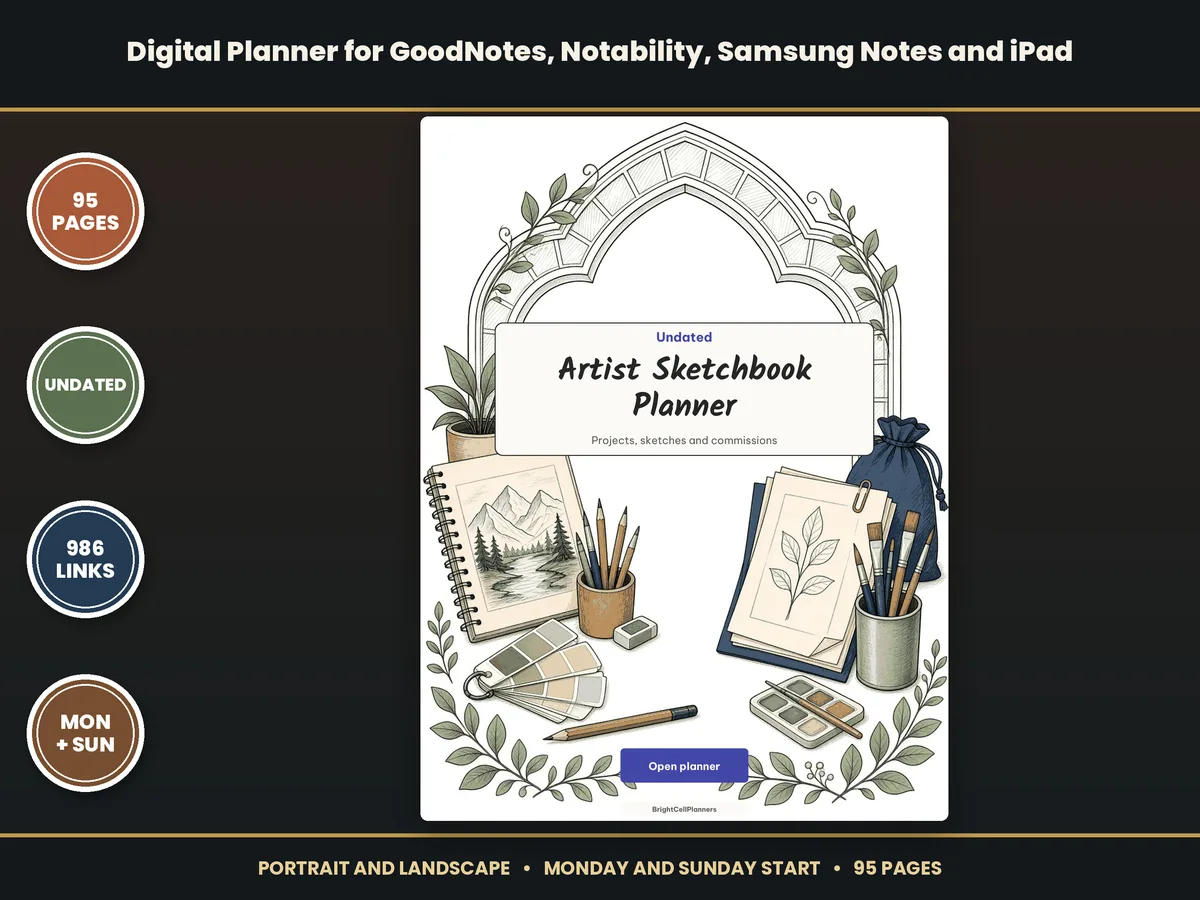 Digital Planner for GoodNotes, Notability, Samsung Notes and iPad
95
PAGES
UNDATED
986
LINKS
MON
+ SUN
Undated
Artist Sketchbook
Planner
Projects, sketches and commissions
Open planner
BrightCellPlanners
PORTRAIT AND LANDSCAPE • MONDAY AND SUNDAY START • 95 PAGES